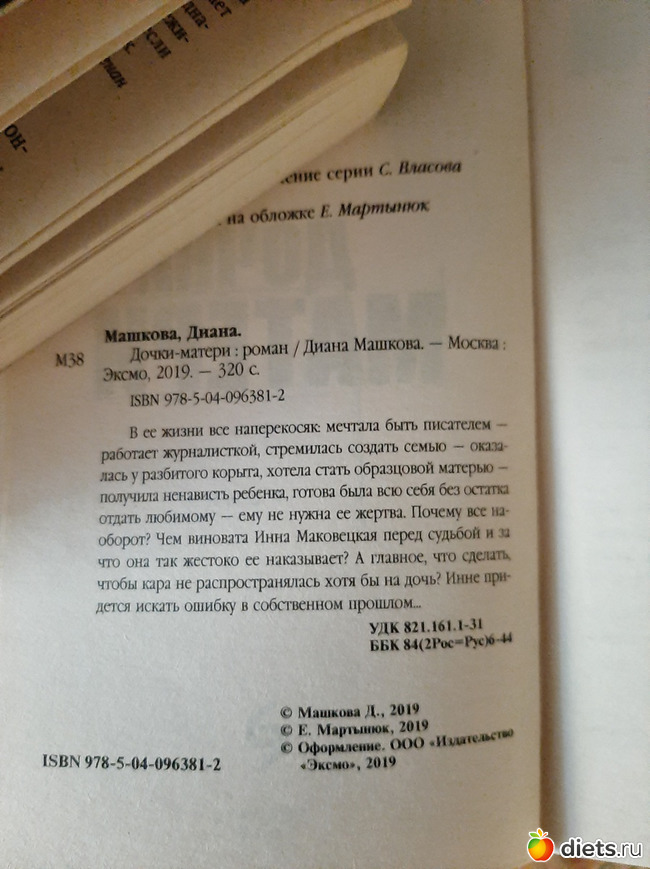 дна-
ает
жи-
если
к.
он-
ение серии С. Власова
на обложке Е. Мартынюк
Машкова, Диана.
М38
Дочки-матери : роман / Диана Машкова. — Москва :
Эксмо, 2019. — 320 с.
ISBN 978-5-04-096381-2
В ее жизни все наперекосяк: мечтала быть писателем —
работает журналисткой, стремилась создать семью — оказа-
лась у разбитого корыта, хотела стать образцовой матерью —
получила ненависть ребенка, готова была всю себя без остатка
отдать любимому — ему не нужна ее жертва. Почему все на-
оборот? Чем виновата Инна Маковецкая перед судьбой и за
что она так жестоко ее наказывает? А главное, что сделать,
чтобы кара не распространялась хотя бы на дочь? Инне при-
дется искать ошибку в собственном прошлом...
УДК 821.161.1-31
ББК 84(2Рос=Рус)6-44
© Машкова Д., 2019
© Е. Мартынюк, 2019
© Оформление. ООО «Издательство
«Эксмо», 2019
ISBN 978-5-04-096381-2
diets.ru